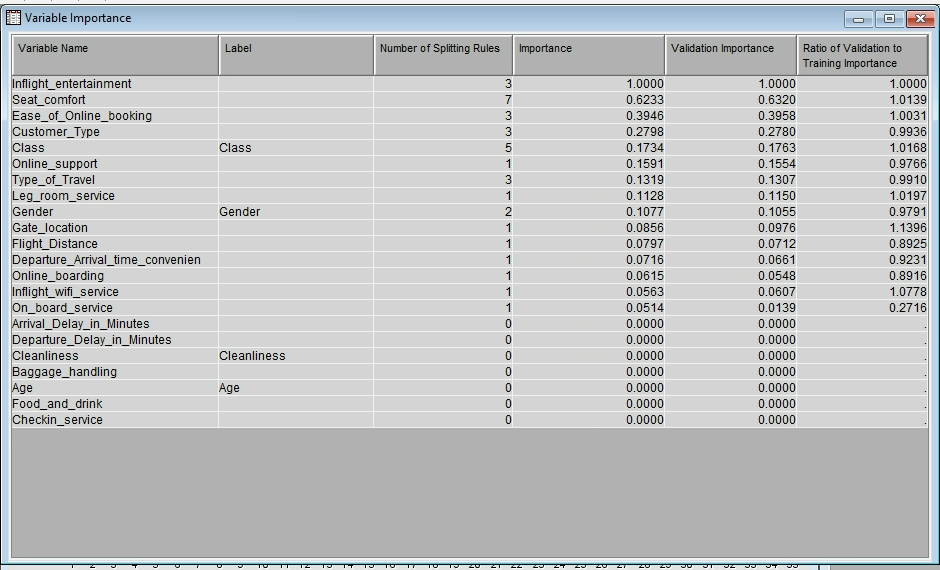 Variable Importance
Variable Name Label Number of Splitting Rules Importance Validation Importance Ratio of Validation to Training Importance
Inflight_entertainment 3 1.0000 1.0000 1.0000
Seat_comfort 7 0.6233 0.6320 1.0139
Ease_of_Online_booking 3 0.3946 0.3958 1.0031
Customer_Type 3 0.2798 0.2780 0.9936
Class Class 5 0.1734 0.1763 1.0168
Online_support 1 0.1591 0.1554 0.9766
Type_of_Travel 3 0.1319 0.1307 0.9910
Leg_room_service 1 0.1128 0.1150 1.0197
Gender Gender 2 0.1077 0.1055 0.9791
Gate_location 1 0.0856 0.0976 1.1396
Flight_Distance 1 0.0797 0.0712 0.8925
Departure_Arrival_time_convenien 1 0.0716 0.0661 0.9231
Online_boarding 1 0.0615 0.0548 0.8916
Inflight_wifi_service 1 0.0563 0.0607 1.0778
On_board_service 1 0.0514 0.0139 0.2716
Arrival_Delay_in_Minutes 0 0.0000 0.0000 .
Departure_Delay_in_Minutes 0 0.0000 0.0000 .
Cleanliness Cleanliness 0 0.0000 0.0000 .
Baggage_handling 0 0.0000 0.0000 .
Age Age 0 0.0000 0.0000 .
Food_and_drink 0 0.0000 0.0000 .
Checkin_service 0 0.0000 0.0000 .